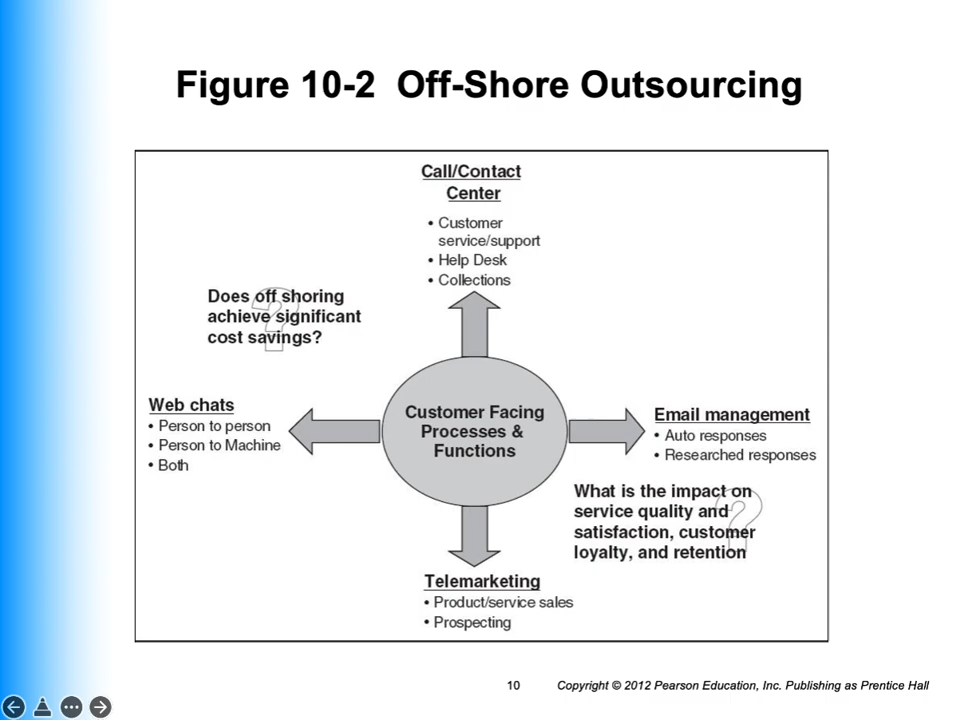 Figure 10-2  Off-Shore Outsourcing
Call/Contact
Center
• Customer
service/support
• Help Desk
• Collections
Does off shoring
achieve significant
cost savings?
?
Web chats
• Person to person
• Person to Machine
• Both
Customer Facing
Processes &
Functions
Email management
• Auto responses
• Researched responses
What is the impact on
service quality and
satisfaction, customer
loyalty, and retention
?
Telemarketing
• Product/service sales
• Prospecting
10
Copyright © 2012 Pearson Education, Inc. Publishing as Prentice Hall